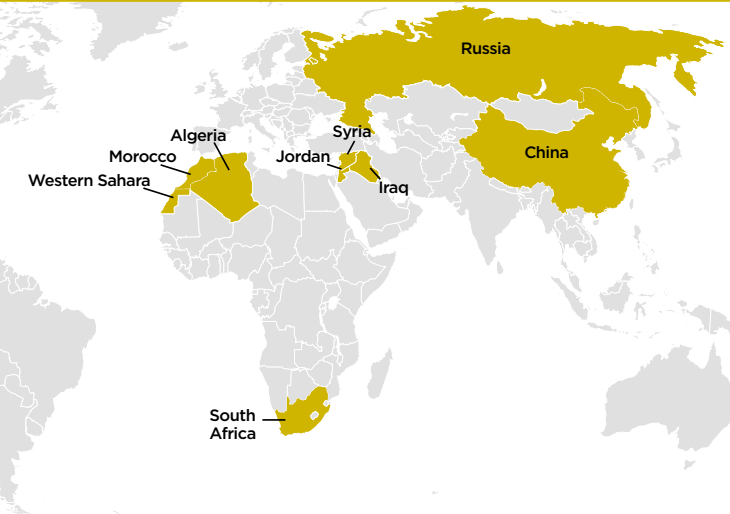 Russia
Algeria
Syria
Morocco
Jordan
China
Western Sahara
Iraq
South
Africa